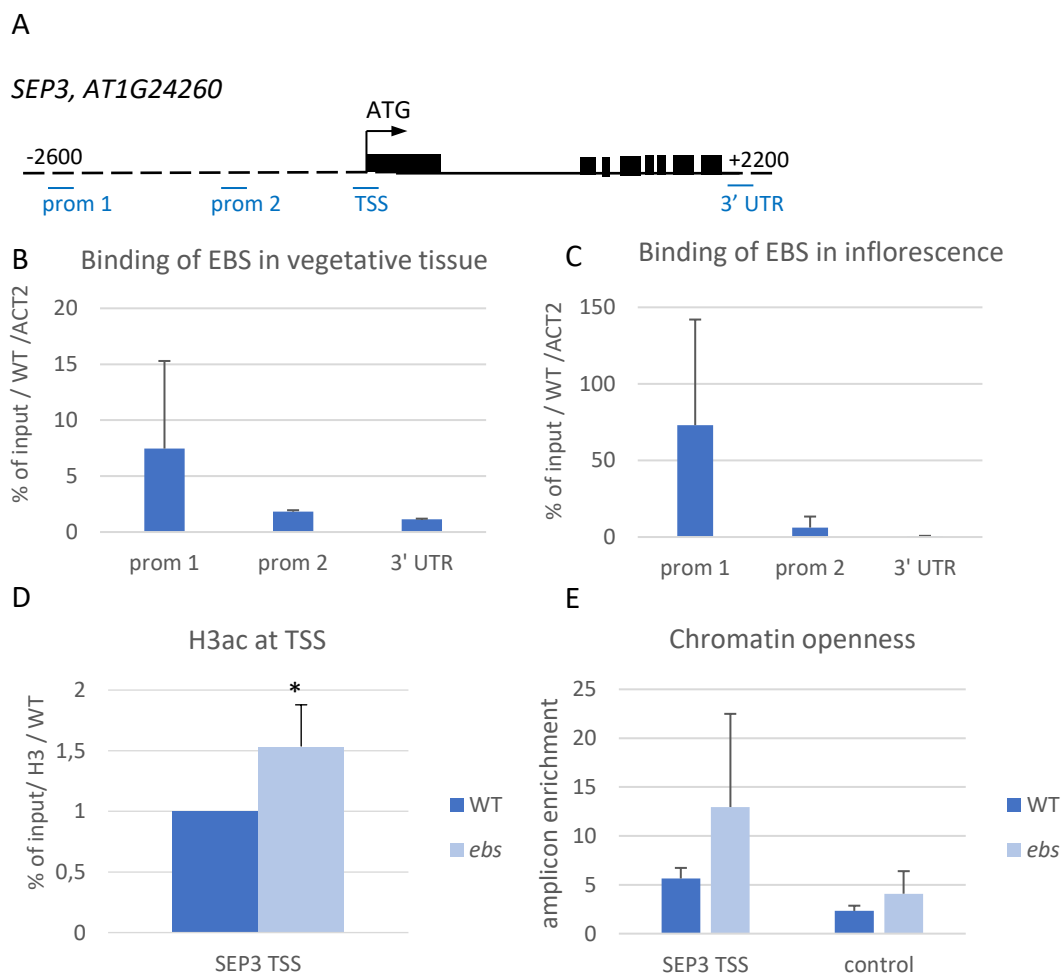 A
SEP3, AT1G24260
ATG
-2600
+2200
prom 1
prom 2
TSS
3’ UTR
B
Binding of EBS in vegetative tissue
% of input / WT /ACT2
20
15
10
5
0
prom 1
prom 2
3' UTR
C
Binding of EBS in inflorescence
% of input / WT /ACT2
150
100
50
0
prom 1
prom 2
3' UTR
D
H3ac at TSS
% of input/ H3 / WT
2
1,5
1
0,5
0
*
SEP3 TSS
WT
ebs
E
Chromatin openness
amplicon enrichment
25
20
15
10
5
0
SEP3 TSS
control
WT
ebs